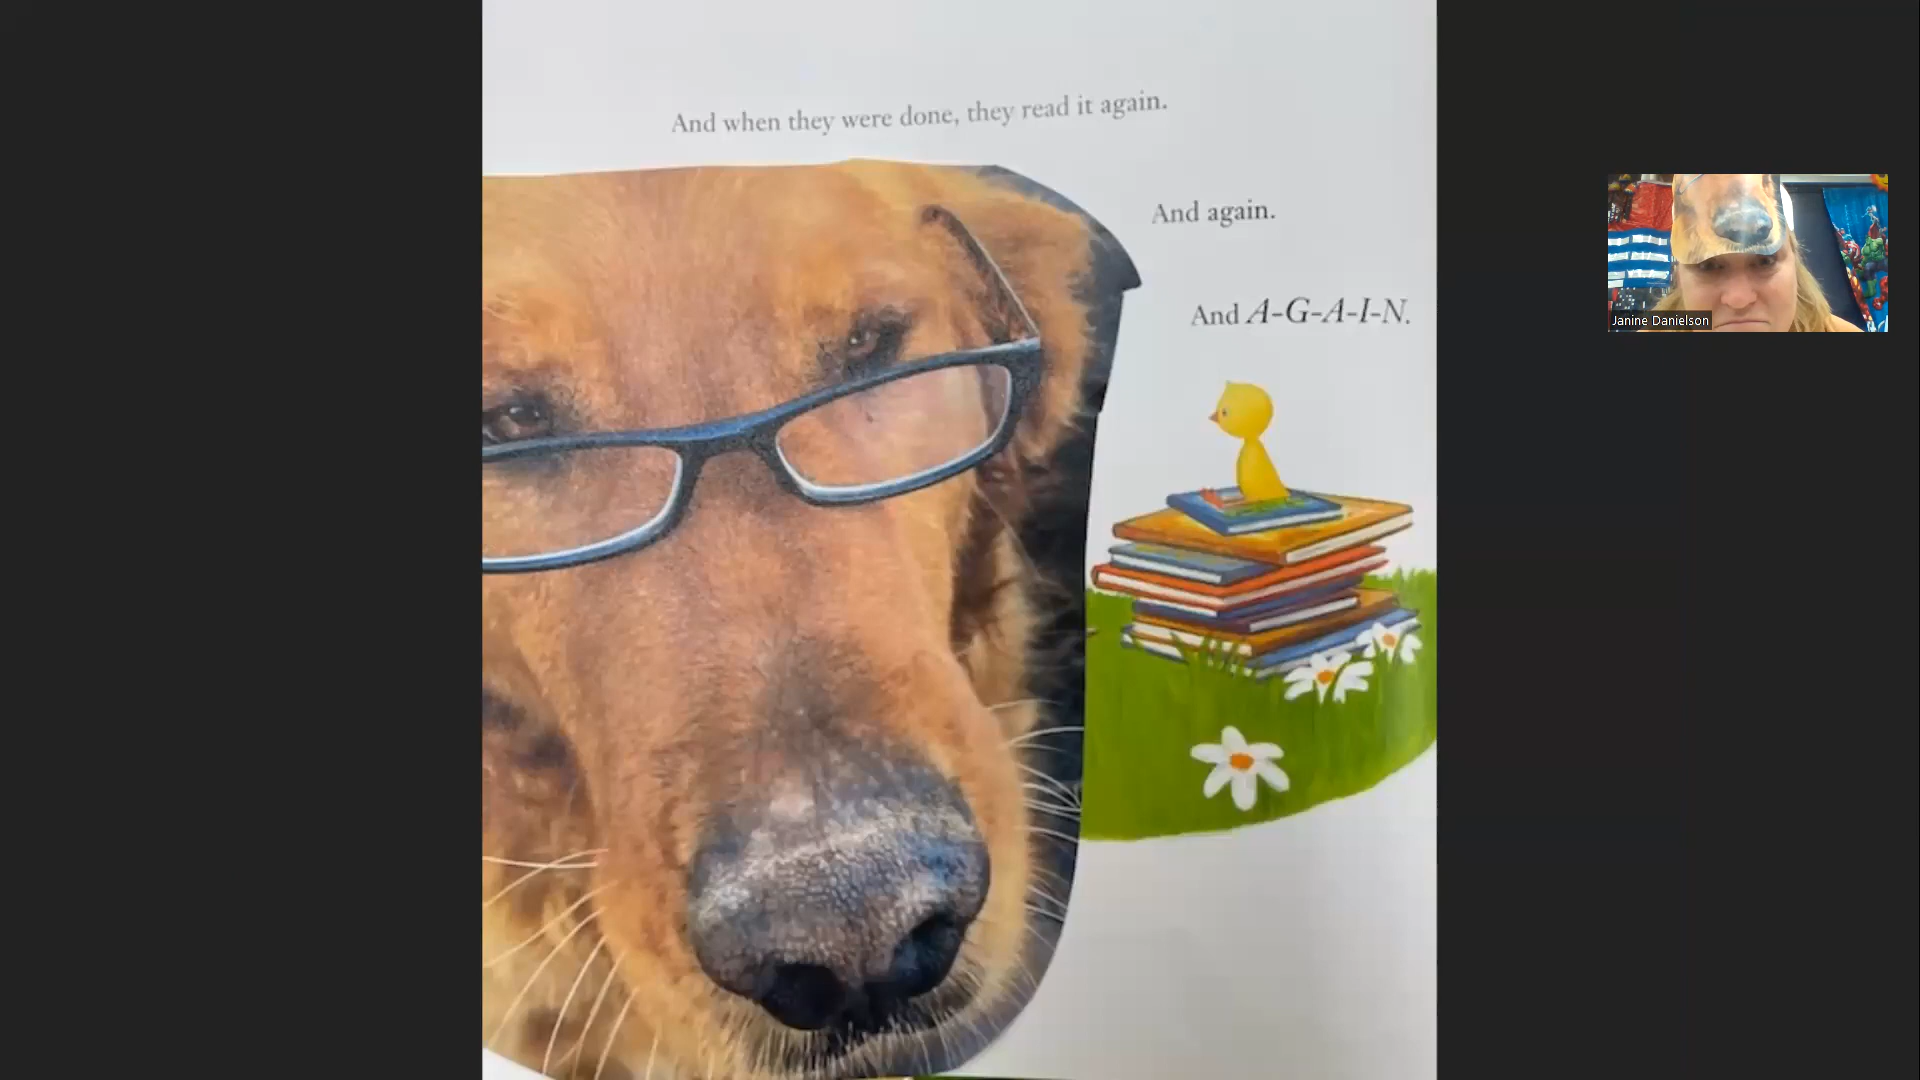 And when they were done, they read it again.
And again.
And A-G-A-I-N.
Janine Danielson